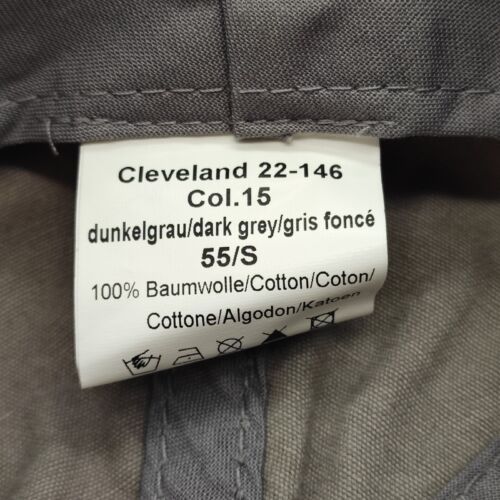 Cleveland 22-146
Col.15
dunkelgrau/dark grey/gris foncé
55/S
100% Baumwolle/Cotton/Coton/
Cottone/Algodon/Katoen